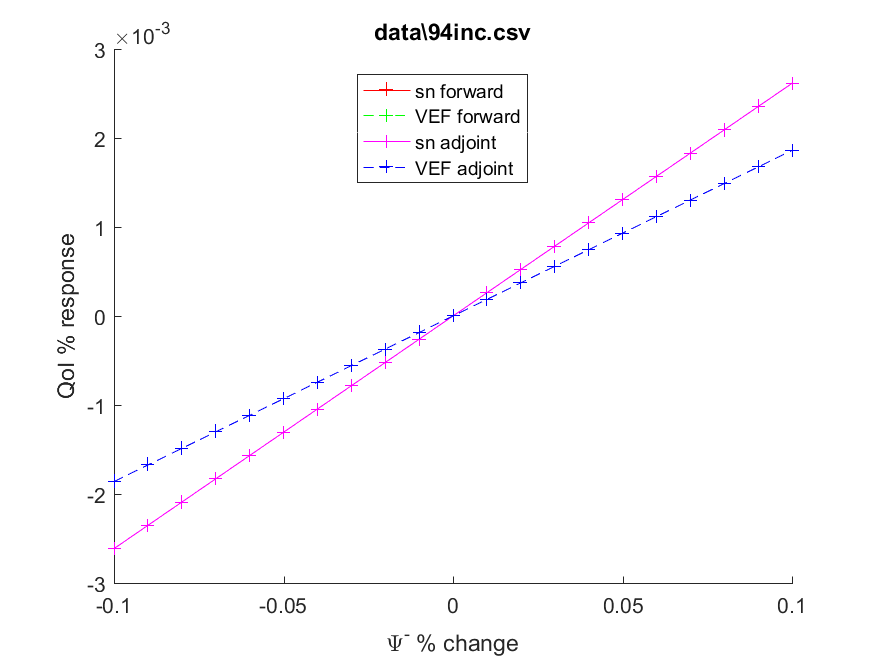 data\94inc.csv
×10-3
3
2
1
0
-1
-2
-3
QoI % response
sn forward
VEF forward
sn adjoint
VEF adjoint
-0.1
-0.05
0
0.05
0.1
Ψ- % change